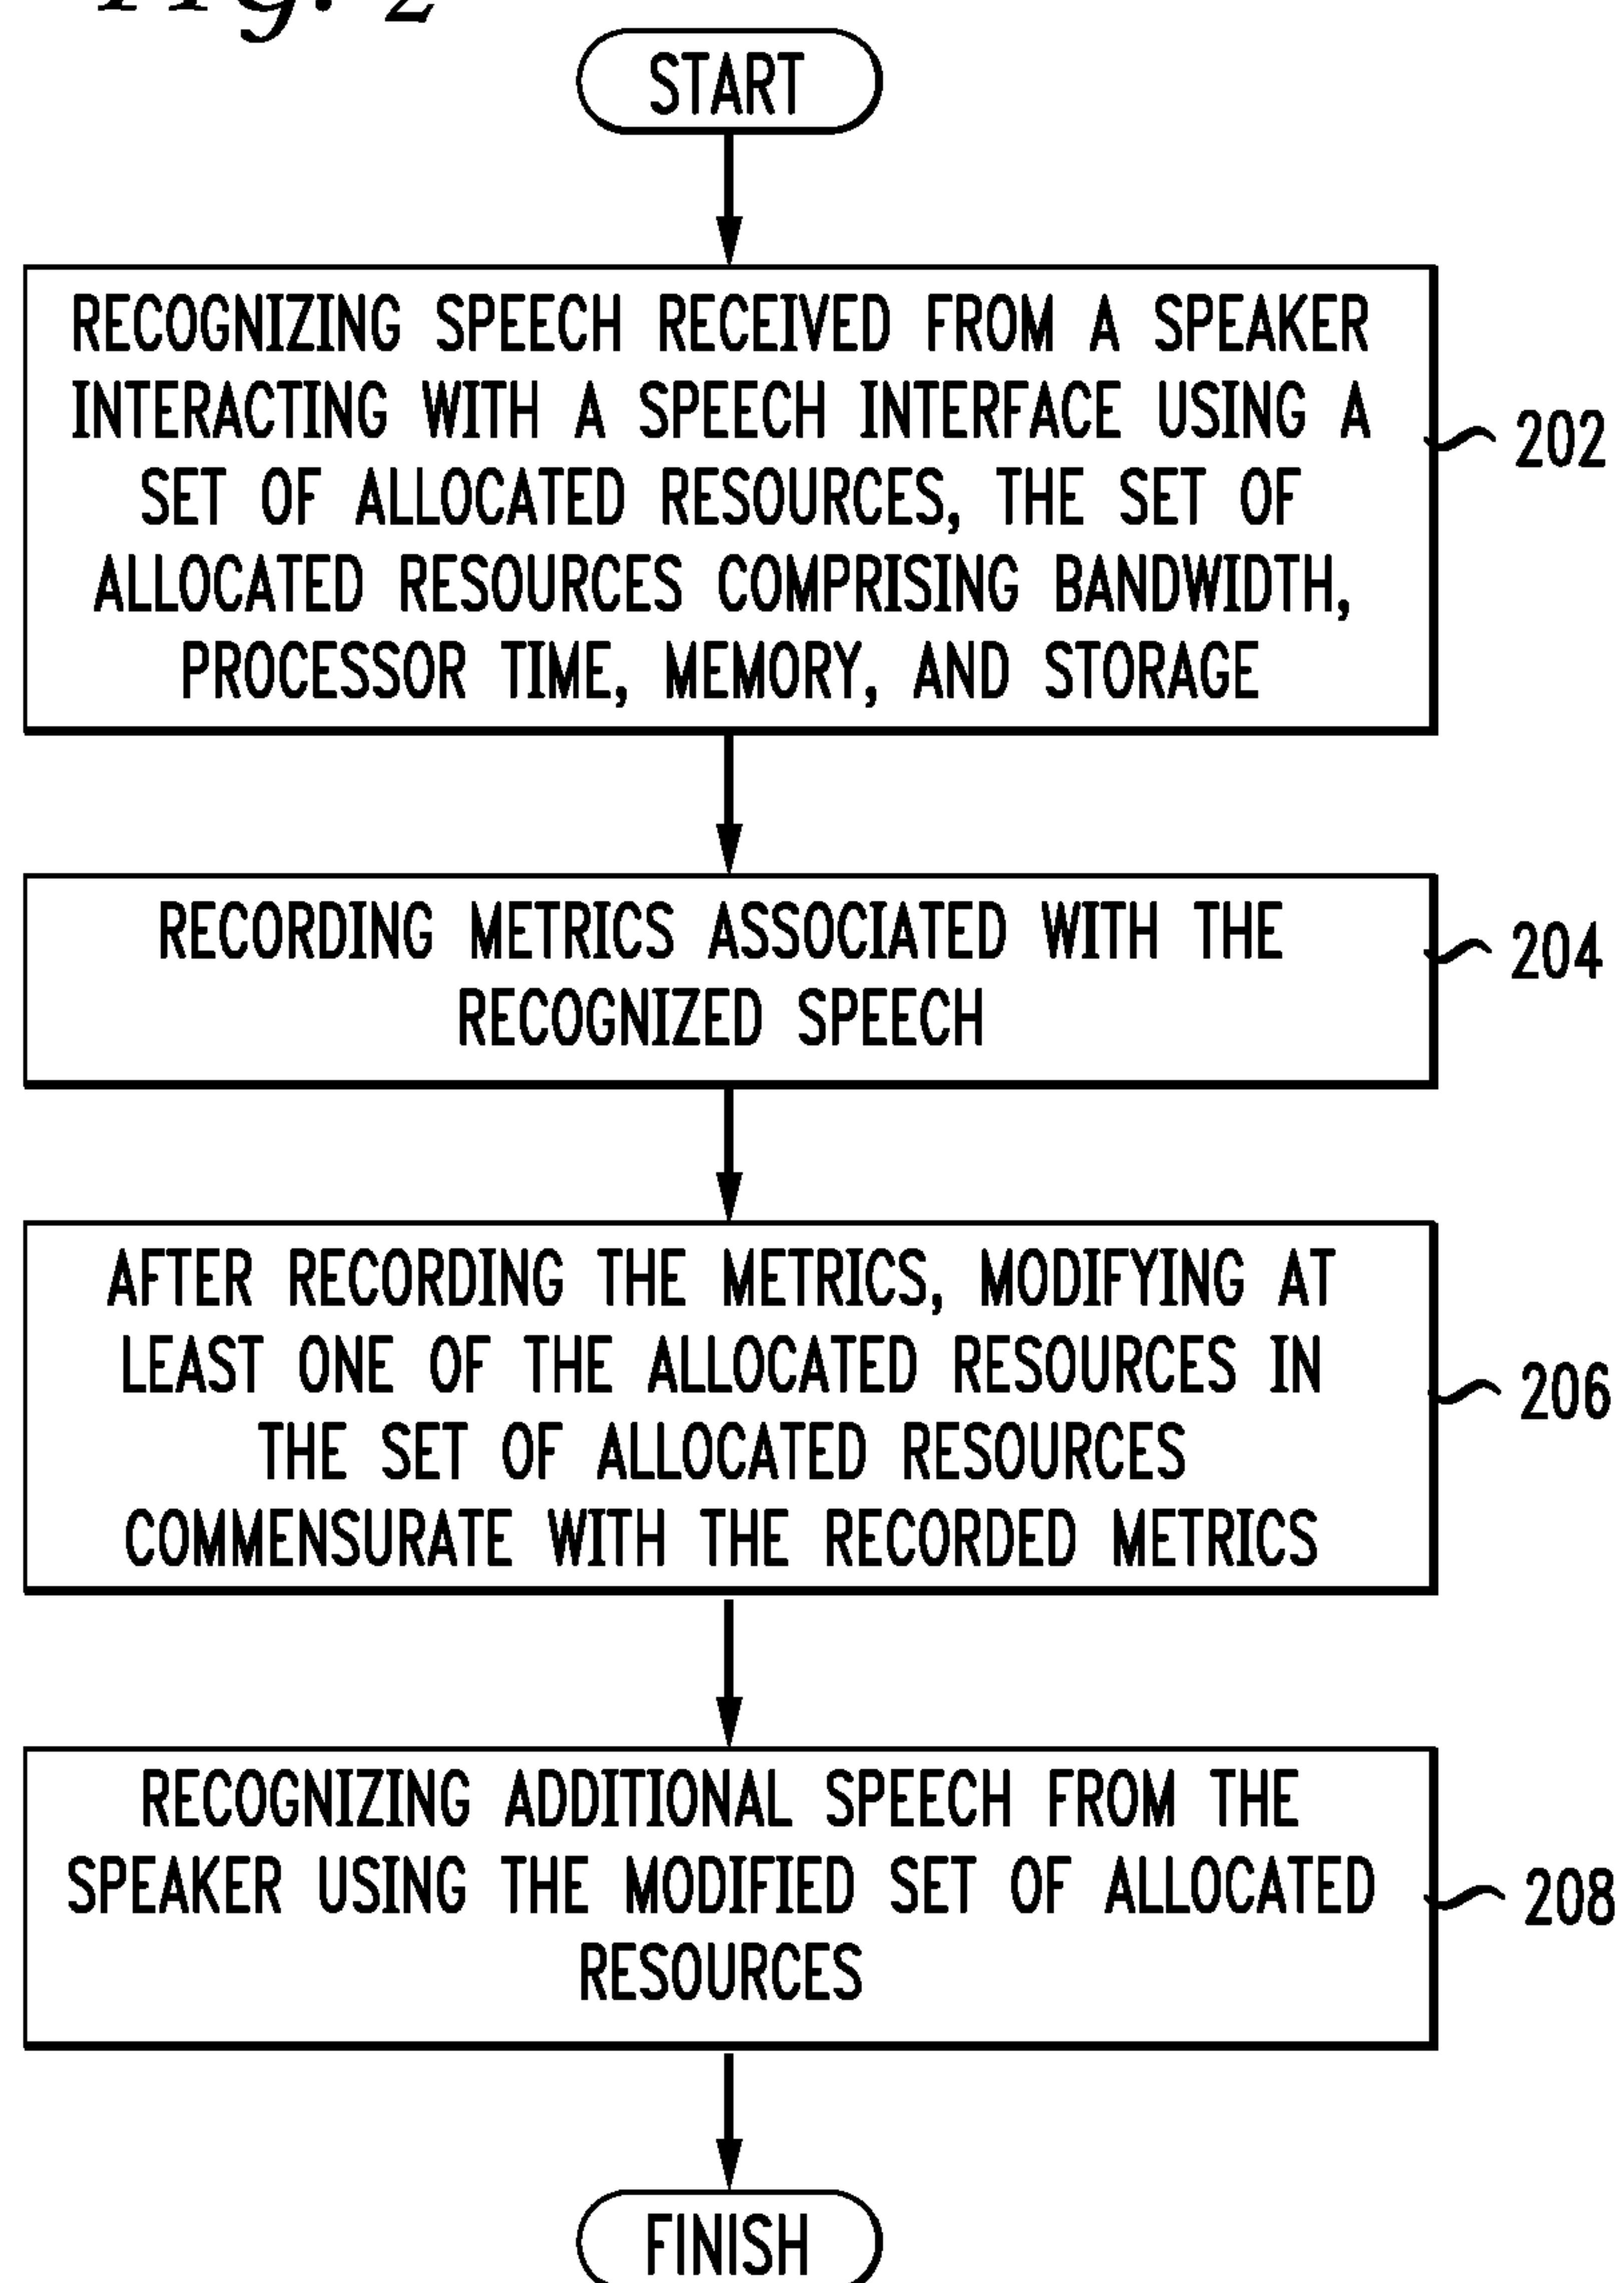 FIG. 2
START
RECOGNIZING SPEECH RECEIVED FROM A SPEAKER
INTERACTING WITH A SPEECH INTERFACE USING A
SET OF ALLOCATED RESOURCES, THE SET OF
ALLOCATED RESOURCES COMPRISING BANDWIDTH,
PROCESSOR TIME, MEMORY, AND STORAGE
202
RECORDING METRICS ASSOCIATED WITH THE
RECOGNIZED SPEECH
204
AFTER RECORDING THE METRICS, MODIFYING AT
LEAST ONE OF THE ALLOCATED RESOURCES IN
THE SET OF ALLOCATED RESOURCES
COMMENSURATE WITH THE RECORDED METRICS
206
RECOGNIZING ADDITIONAL SPEECH FROM THE
SPEAKER USING THE MODIFIED SET OF ALLOCATED
RESOURCES
208
FINISH